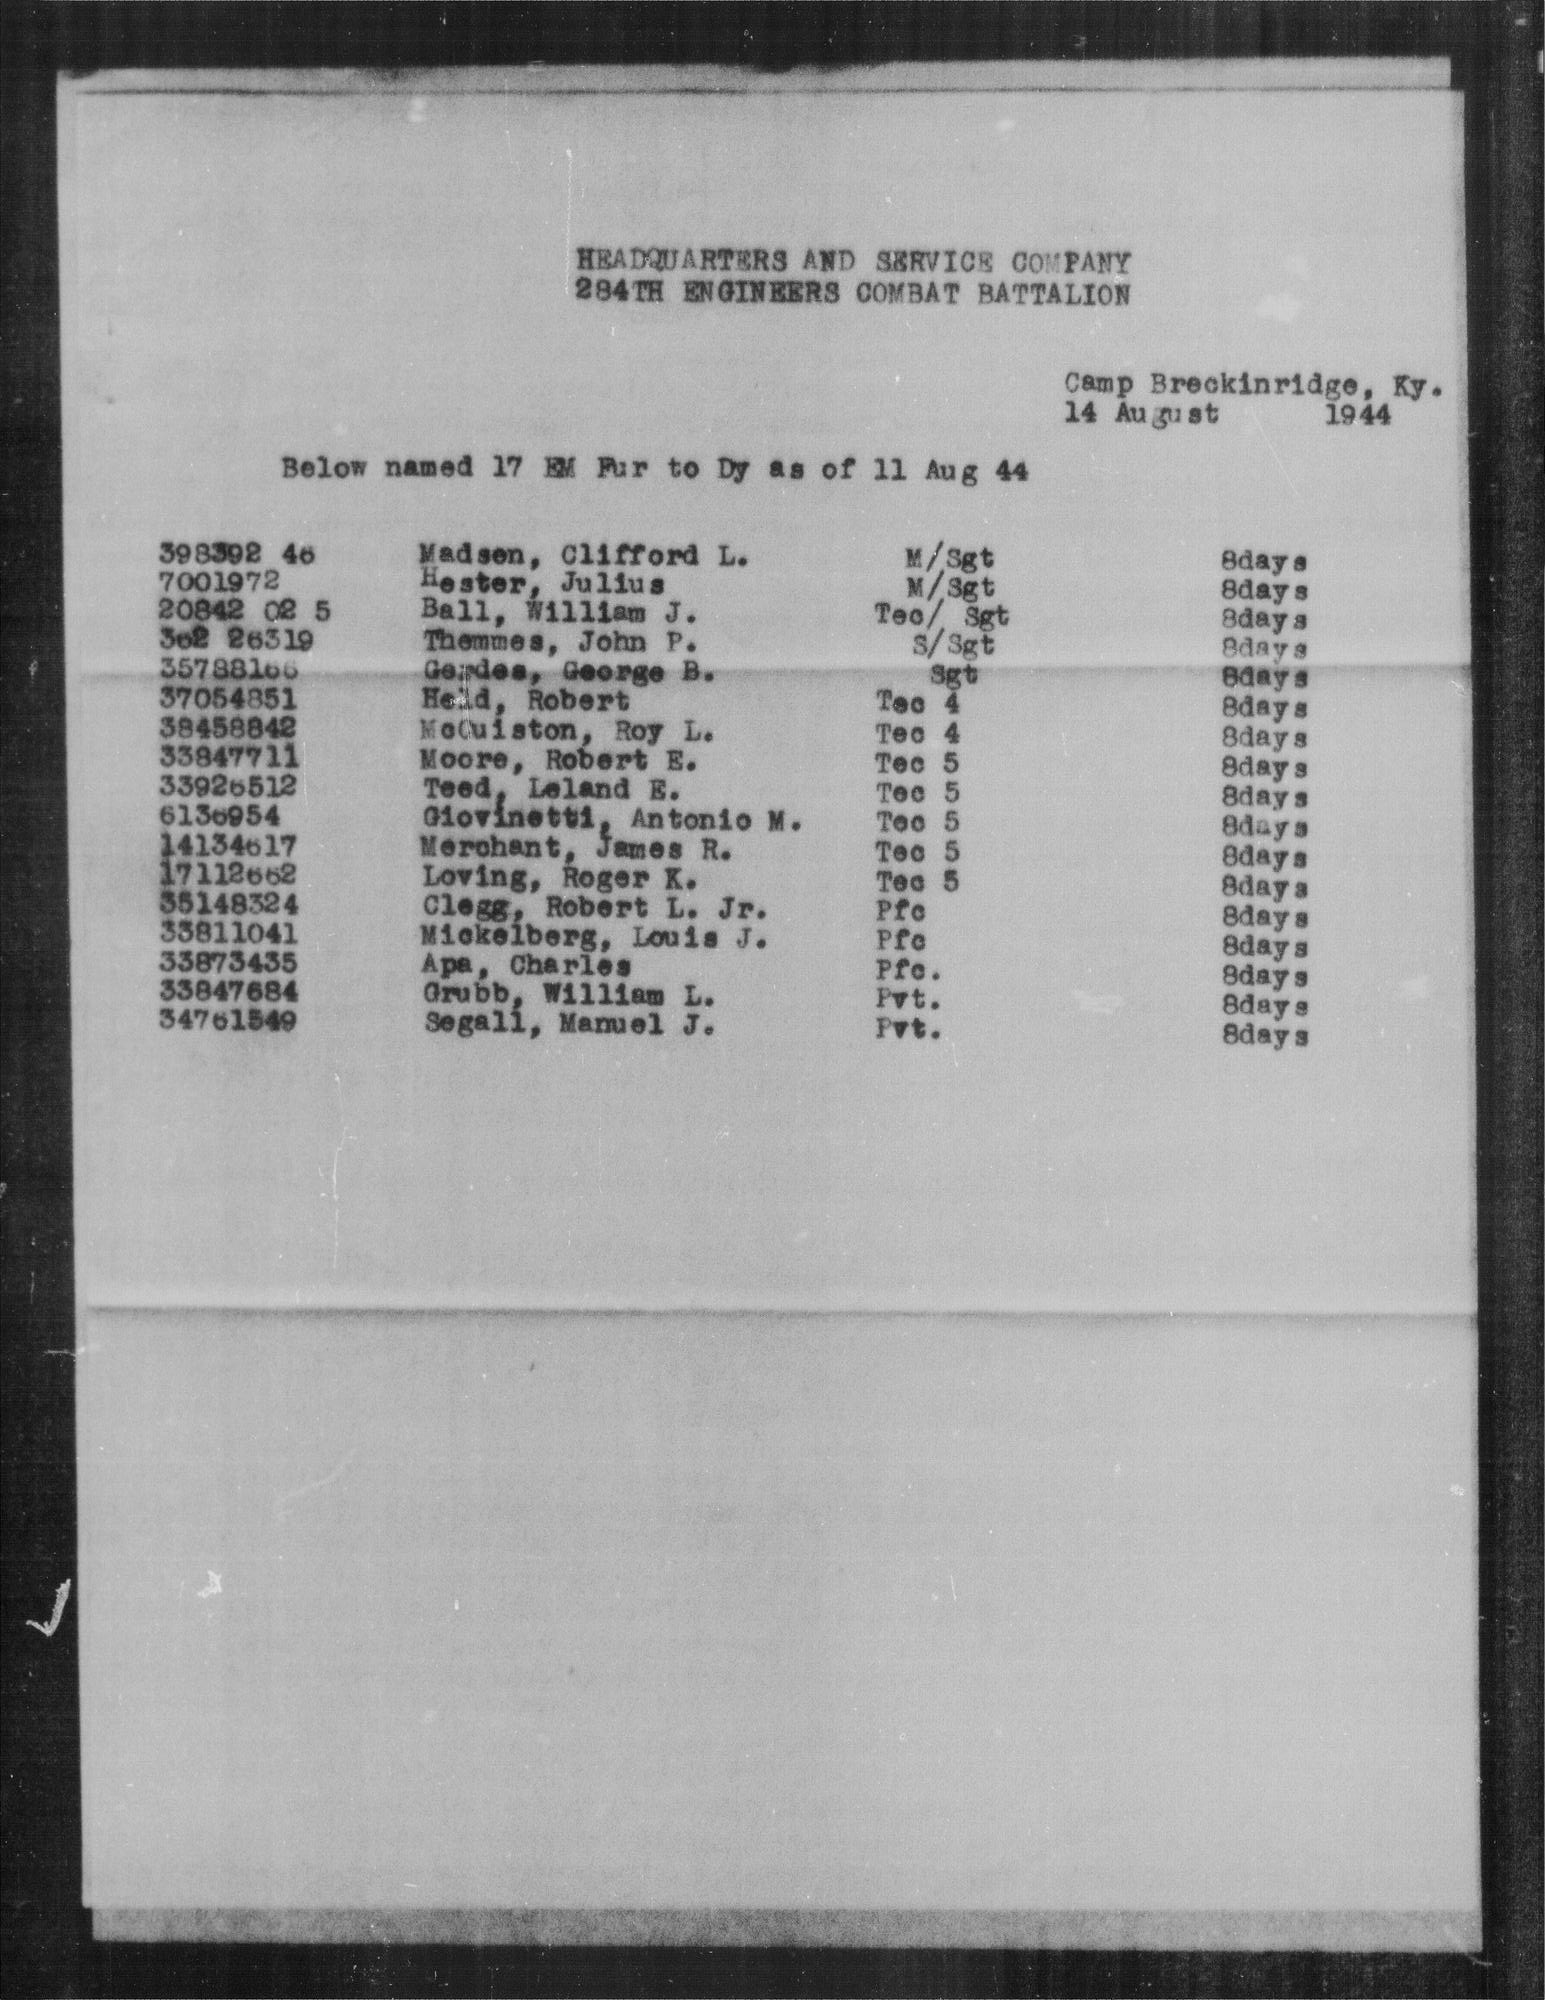 HEADQUARTERS AND SERVICE COMPANY
284TH ENGINEERS COMBAT BATTALION
Camp Breckinridge, Ky.
14 August 1944
Below named 17 EM Fur to Dy as of 11 Aug 44
398392 46 Madsen, Clifford L. M/Sgt 8days
7001972 Hester, Julius M/Sgt 8days
20842 02 5 Ball, William J. Tec/ Sgt 8days
362 26319 Themmes, John P. S/Sgt 8days
35788166 Gerdes, George B. Sgt 8days
37054851 Held, Robert Tec 4 8days
38458842 McCuiston, Roy L. Tec 4 8days
33847711 Moore, Robert E. Tec 5 8days
33926512 Teed, Leland E. Tec 5 8days
6136954 Giovinetti, Antonio M. Tec 5 8days
14134617 Merchant, James R. Tec 5 8days
17112662 Loving, Roger K. Tec 5 8days
35148324 Clegg, Robert L. Jr. Pfc 8days
33811041 Mickelberg, Louis J. Pfc 8days
33873435 Apa, Charles Pfc. 8days
33847684 Grubb, William L. Pvt. 8days
34761549 Segall, Manuel J. Pvt. 8days